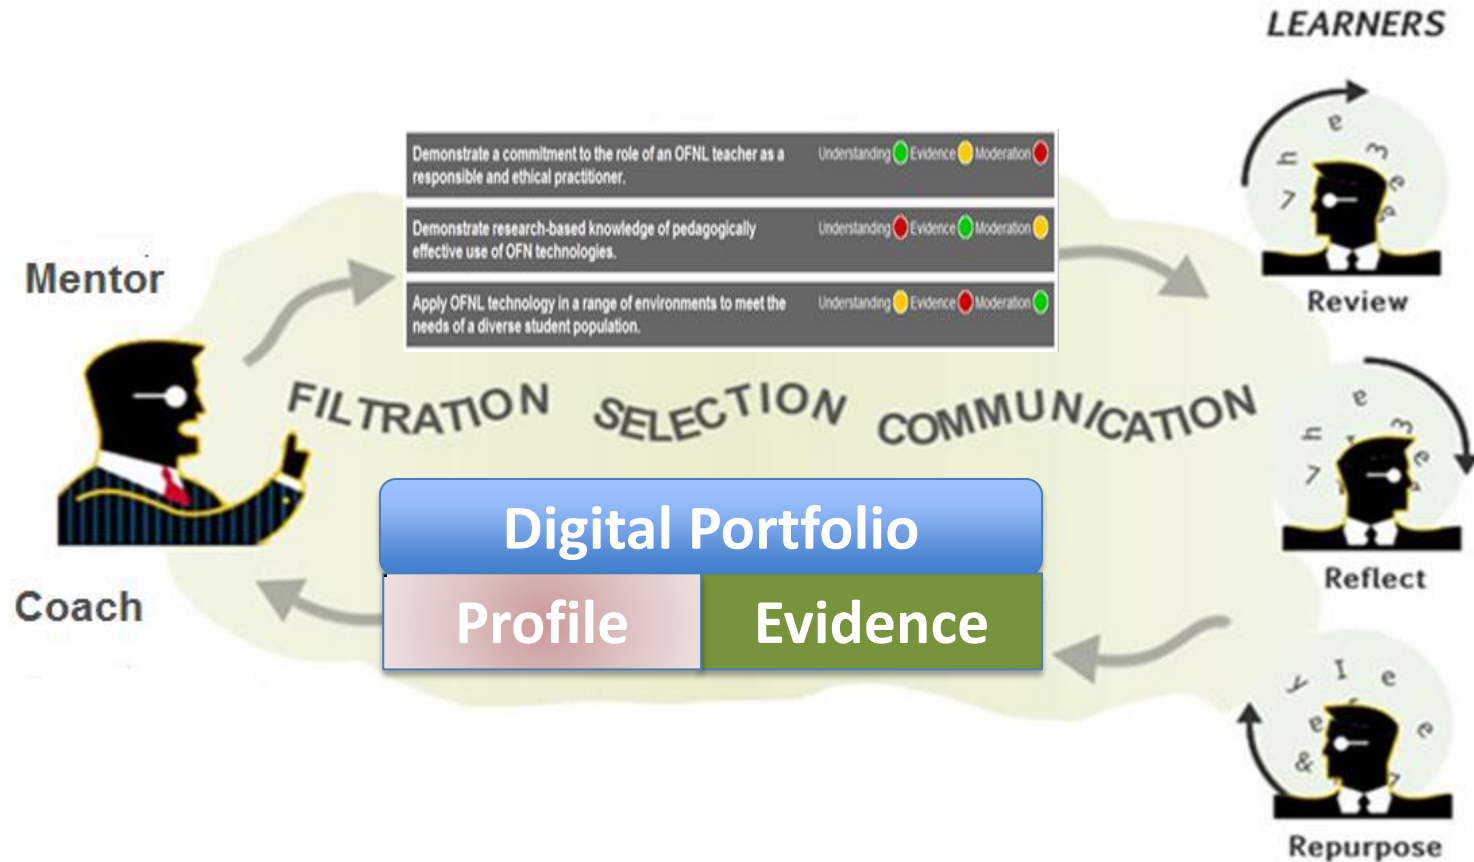 LEARNERS
Demonstrate a commitment to the role of an OFNL teacher as a
responsible and ethical practitioner.
Understanding Evidence Moderation
Demonstrate research-based knowledge of pedagogically
effective use of OFN technologies.
Understanding Evidence Moderation
Apply OFNL technology in a range of environments to meet the
needs of a diverse student population.
Understanding Evidence Moderation
Mentor
Review
FILTRATION SELECTION COMMUNICATION
Digital Portfolio
Profile
Evidence
Coach
Reflect
Repurpose